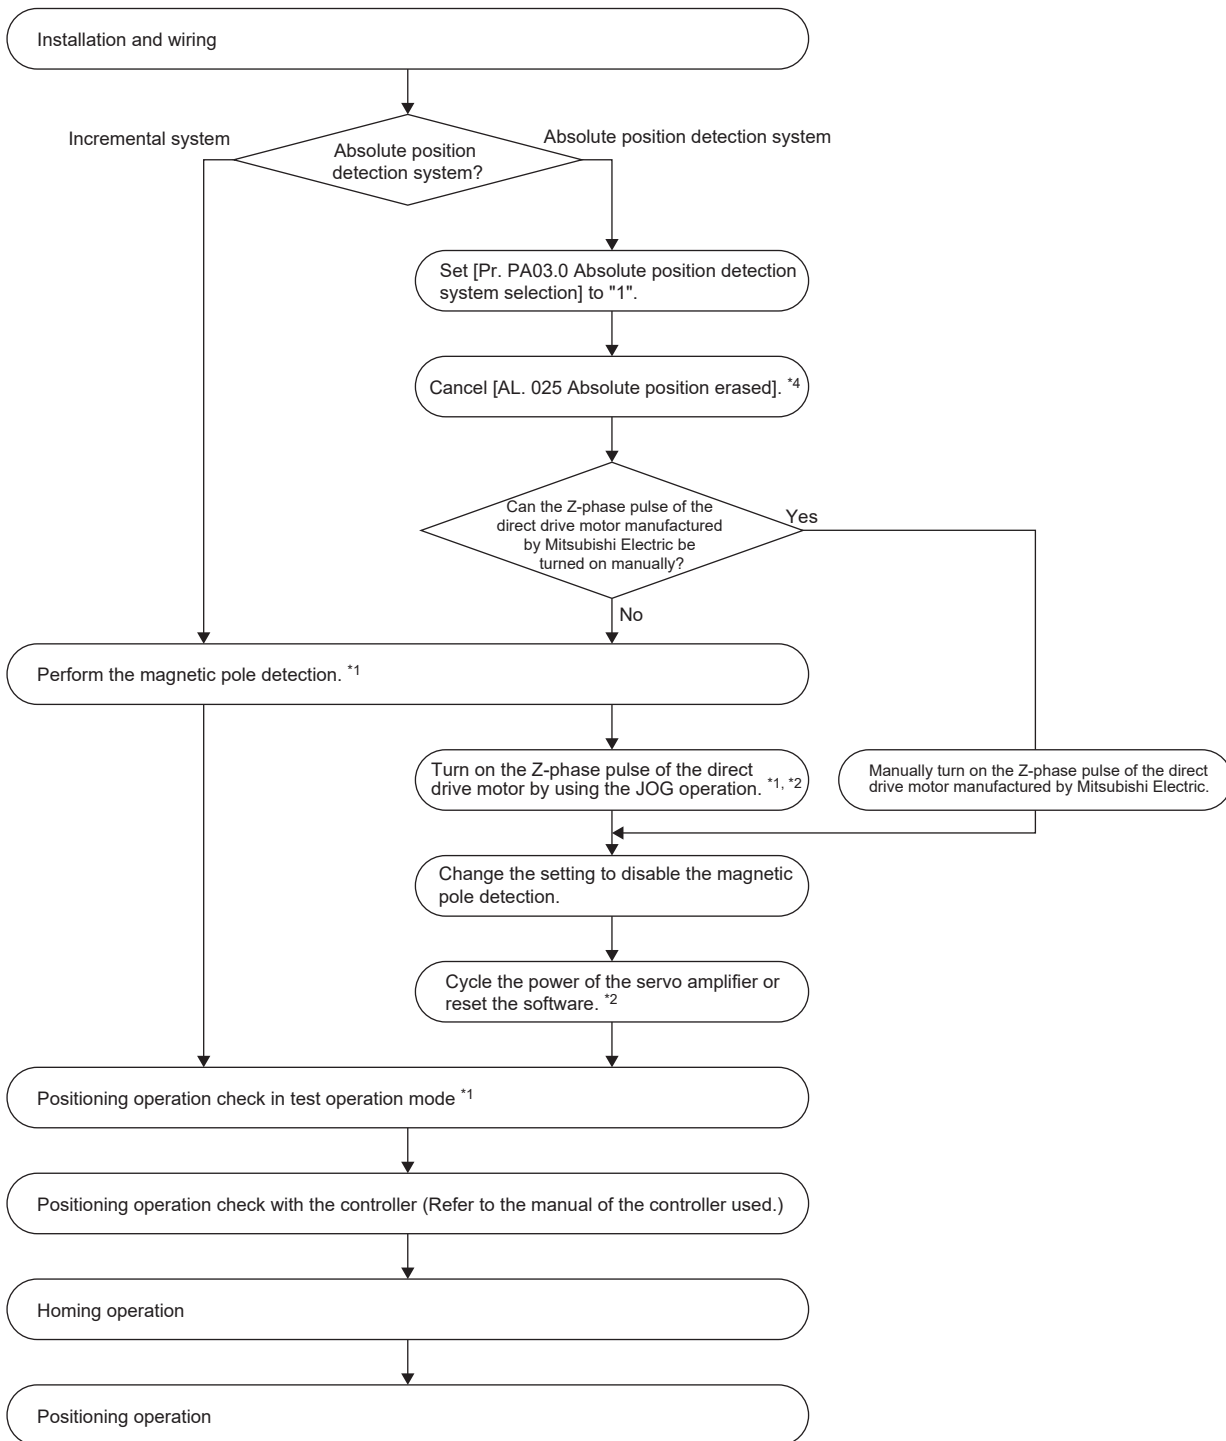 Installation and wiring
Incremental system
Absolute position detection system
Absolute position
detection system?
Set [Pr. PA03.0 Absolute position detection
system selection] to "1".
Cancel [AL. 025 Absolute position erased]. *4
Can the Z-phase pulse of the
direct drive motor manufactured
by Mitsubishi Electric be
turned on manually?
Yes
No
Perform the magnetic pole detection. *1
Turn on the Z-phase pulse of the direct
drive motor by using the JOG operation. *1, *2
Manually turn on the Z-phase pulse of the direct
drive motor manufactured by Mitsubishi Electric.
Change the setting to disable the magnetic
pole detection.
Cycle the power of the servo amplifier or
reset the software. *2
Positioning operation check in test operation mode *1
Positioning operation check with the controller (Refer to the manual of the controller used.)
Homing operation
Positioning operation